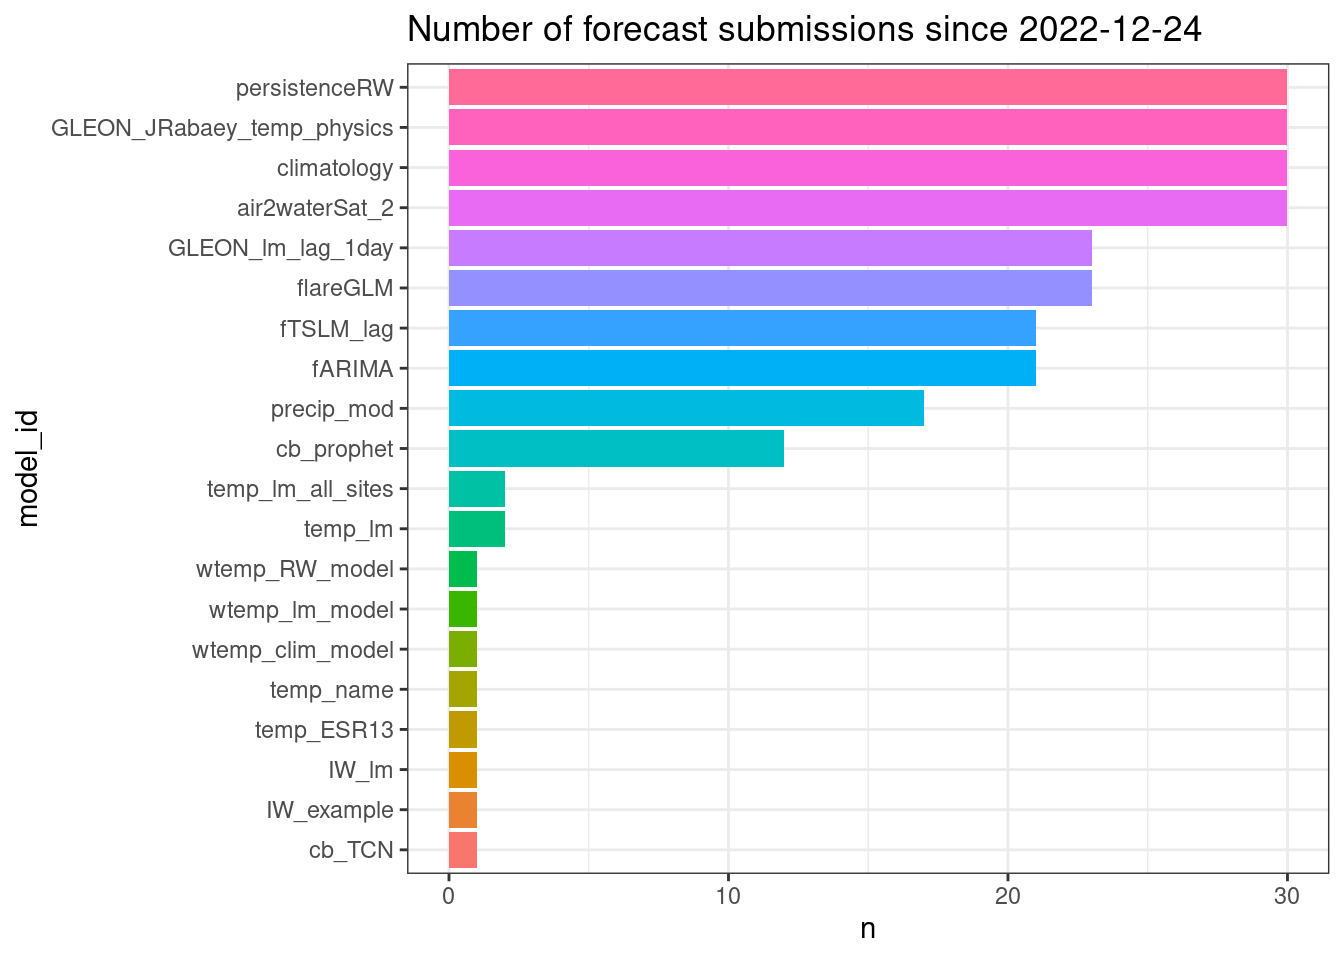 Number of forecast submissions since 2022-12-24
persistenceRW
GLEON_JRabaey_temp_physics
climatology
air2waterSat_2
GLEON_lm_lag_1day
flareGLM
fTSLM_lag
fARIMA
precip_mod
cb_prophet
temp_lm_all_sites
temp_lm
wtemp_RW_model
wtemp_lm_model
wtemp_clim_model
temp_name
temp_ESR13
IW_lm
IW_example
cb_TCN
model_id
0 10 20 30
n